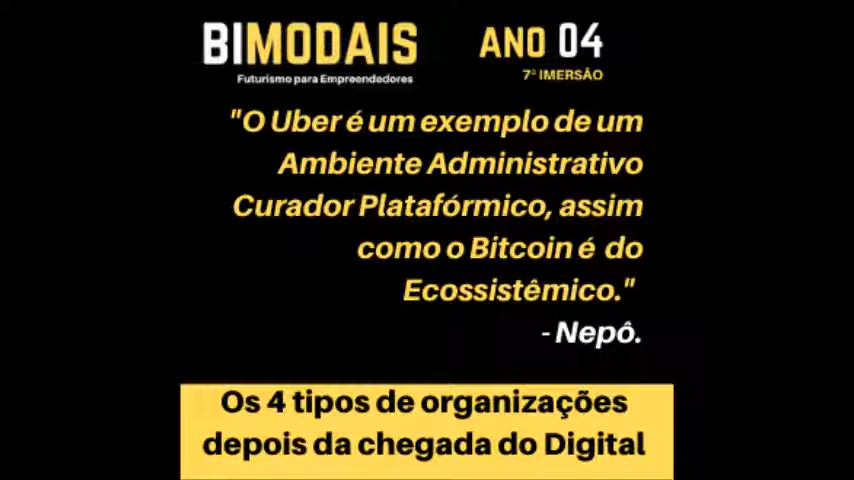 BIMODAIS
Futurismo para Empreendedores
ANO 04
7ª IMERSÃO
"O Uber é um exemplo de um
Ambiente Administrativo
Curador Platafórmico, assim
como o Bitcoin é do
Ecossistêmico."
- Nepô.
Os 4 tipos de organizações
depois da chegada do Digital